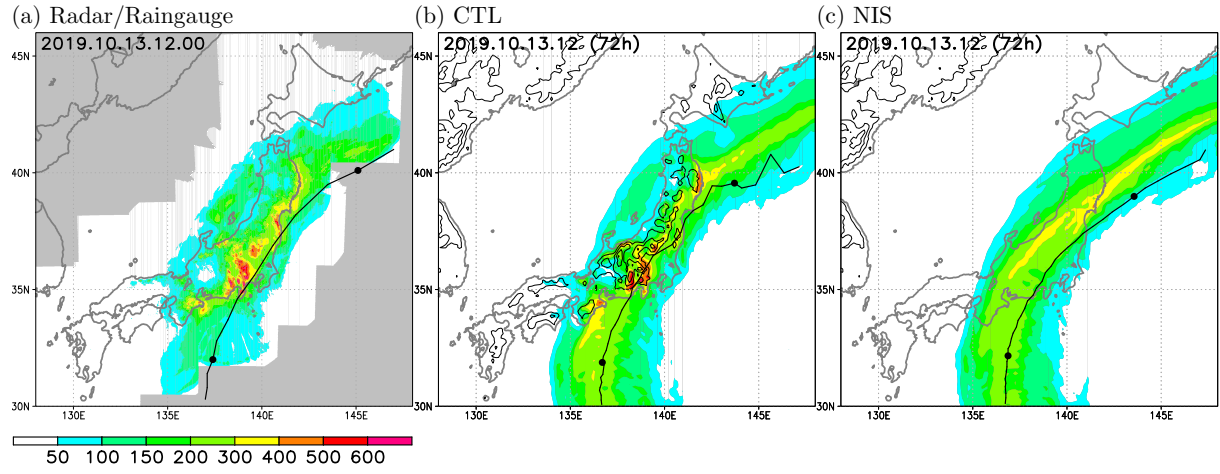 (a) Radar/Raingauge (b) CTL (c) NIS
2019.10.13.12.00 2019.10.13.12 (72h) 2019.10.13.12 (72h)
45N 45N 45N
40N 40N 40N
35N 35N 35N
30N 30N 30N
130E 135E 140E 145E 130E 135E 140E 145E 130E 135E 140E 145E
50 100 150 200 300 400 500 600